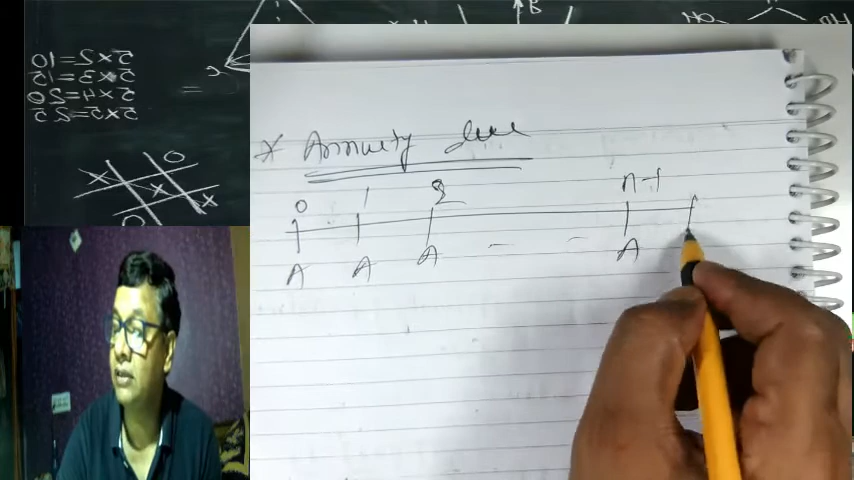 5×2=10
5×3=15
5×4=20
5×5=25
=
B
O
X X
X
O
* Annuity due
0 1 2 n-1
A A A - - A